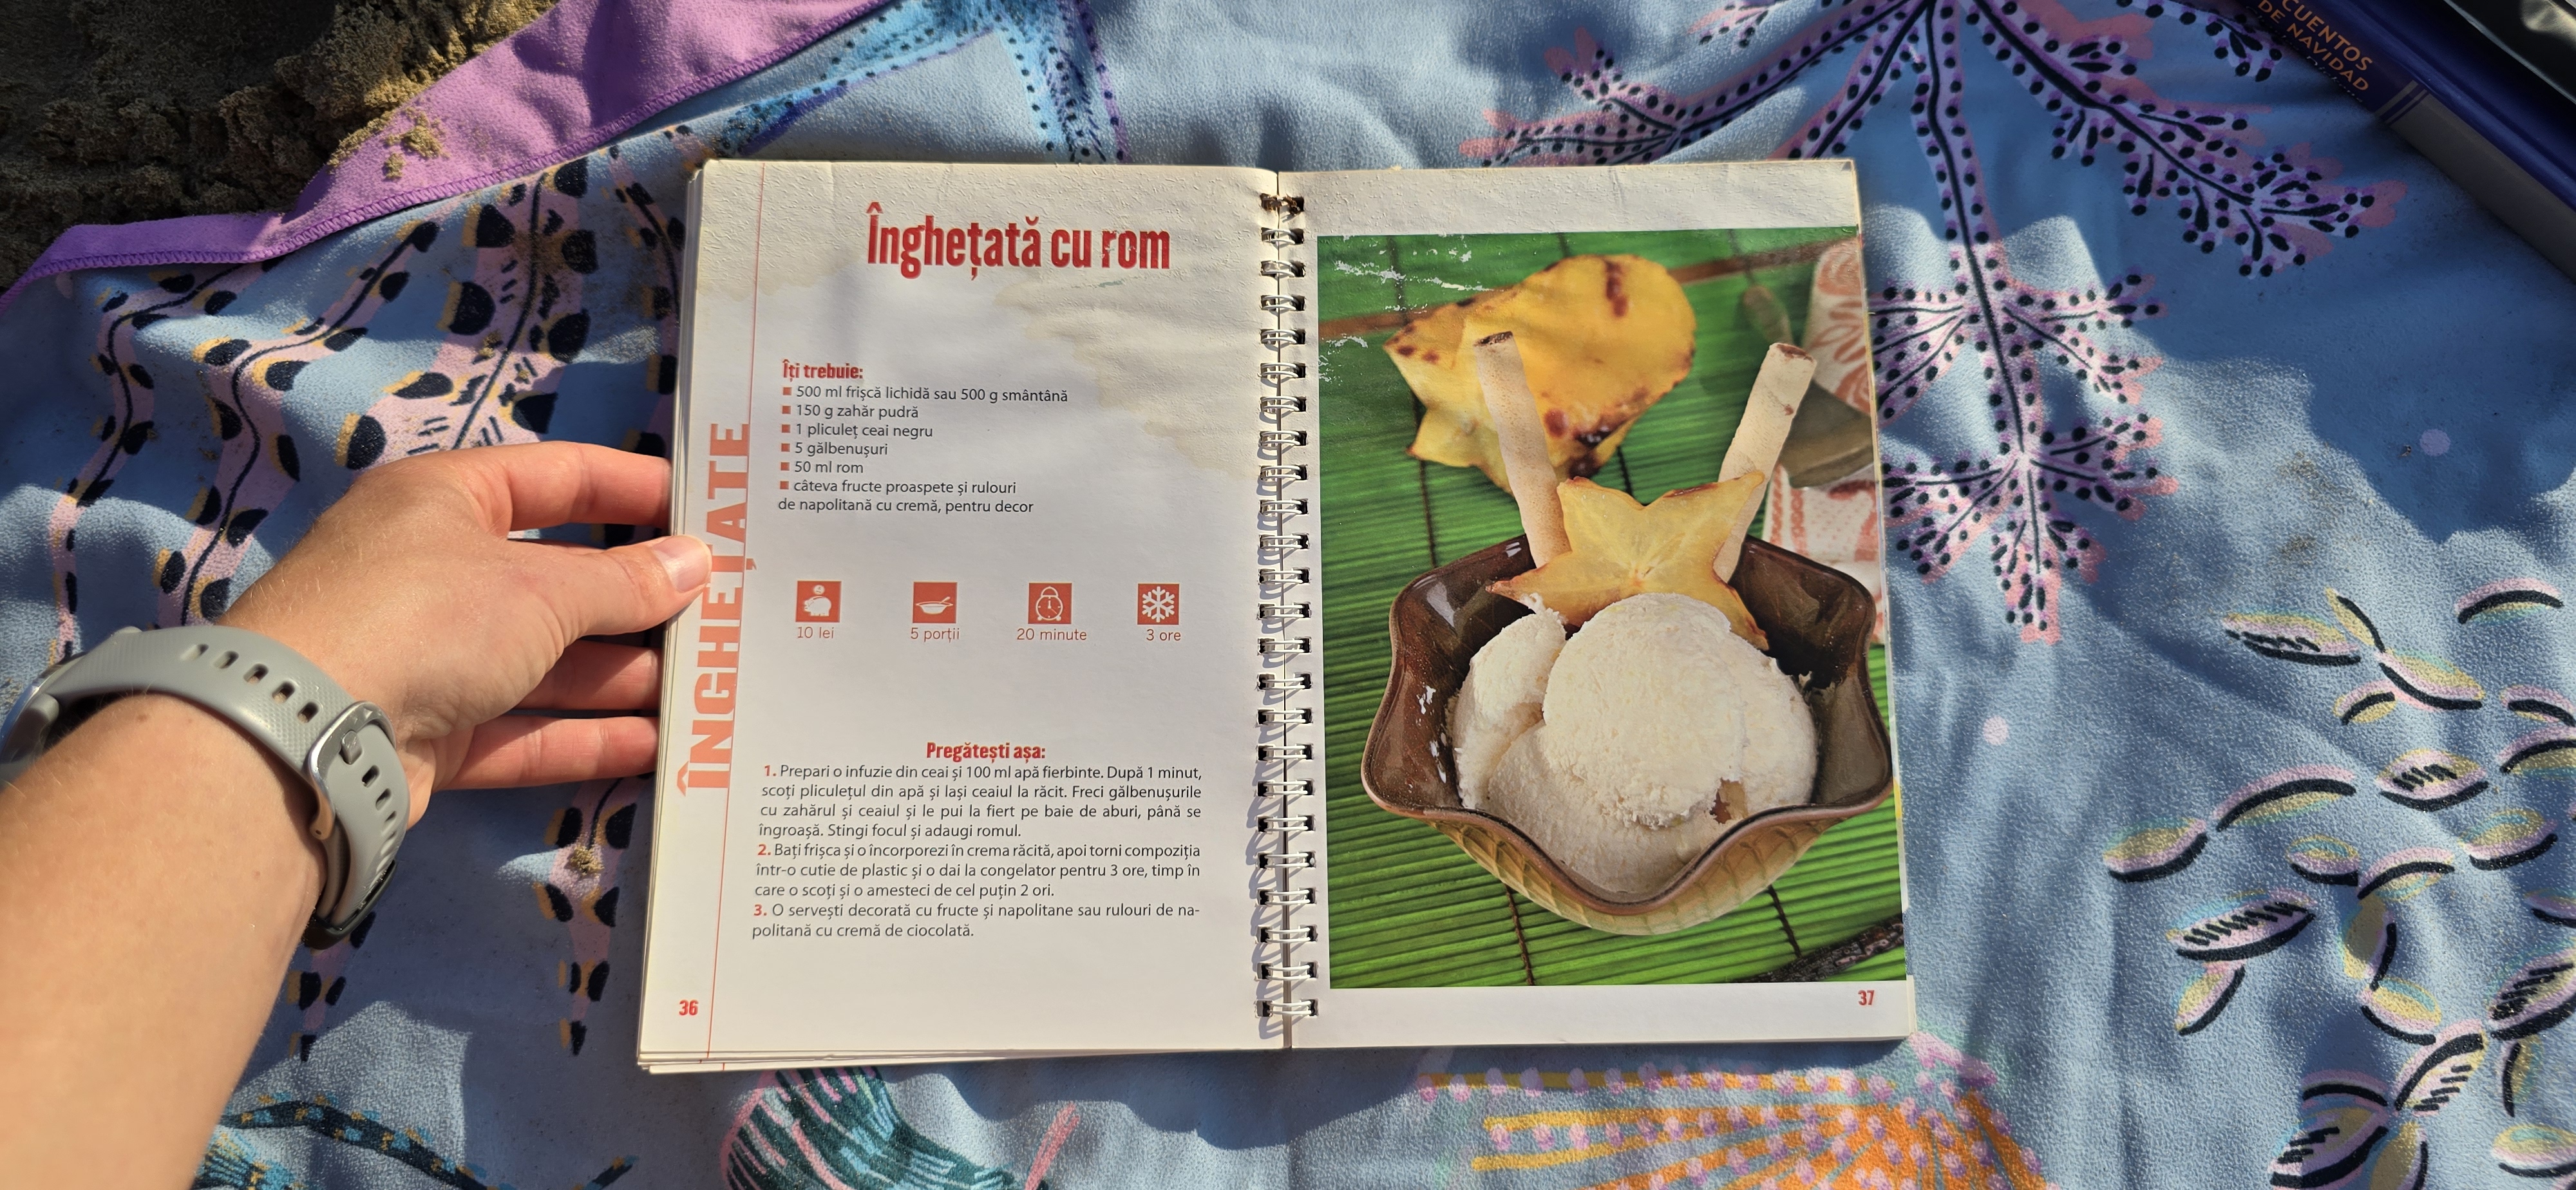 CUENTOS
DE NAVIDAD
Înghețată cu rom
Îți trebuie:
■ 500 ml frișcă lichidă sau 500 g smântână
■ 150 g zahăr pudră
■ 1 pliculeț ceai negru
■ 5 gălbenușuri
■ 50 ml rom
■ câteva fructe proaspete și rulouri
de napolitană cu cremă, pentru decor
10 lei
5 porții
20 minute
3 ore
Pregătești așa:
1. Prepari o infuzie din ceai și 100 ml apă fierbinte. După 1 minut,
scoți pliculețul din apă și lași ceaiul la răcit. Freci gălbenușurile
cu zahărul și ceaiul și le pui la fiert pe baie de aburi, până se
îngroașă. Stingi focul și adaugi romul.
2. Bați frișca și o incorporezi in crema răcită, apoi torni compoziția
într-o cutie de plastic și o dai la congelator pentru 3 ore, timp în
care o scoți și o amesteci de cel puțin 2 ori.
3. O servești decorată cu fructe și napolitane sau rulouri de na-
politană cu cremă de ciocolată.
ÎNGHEȚATE
36
37